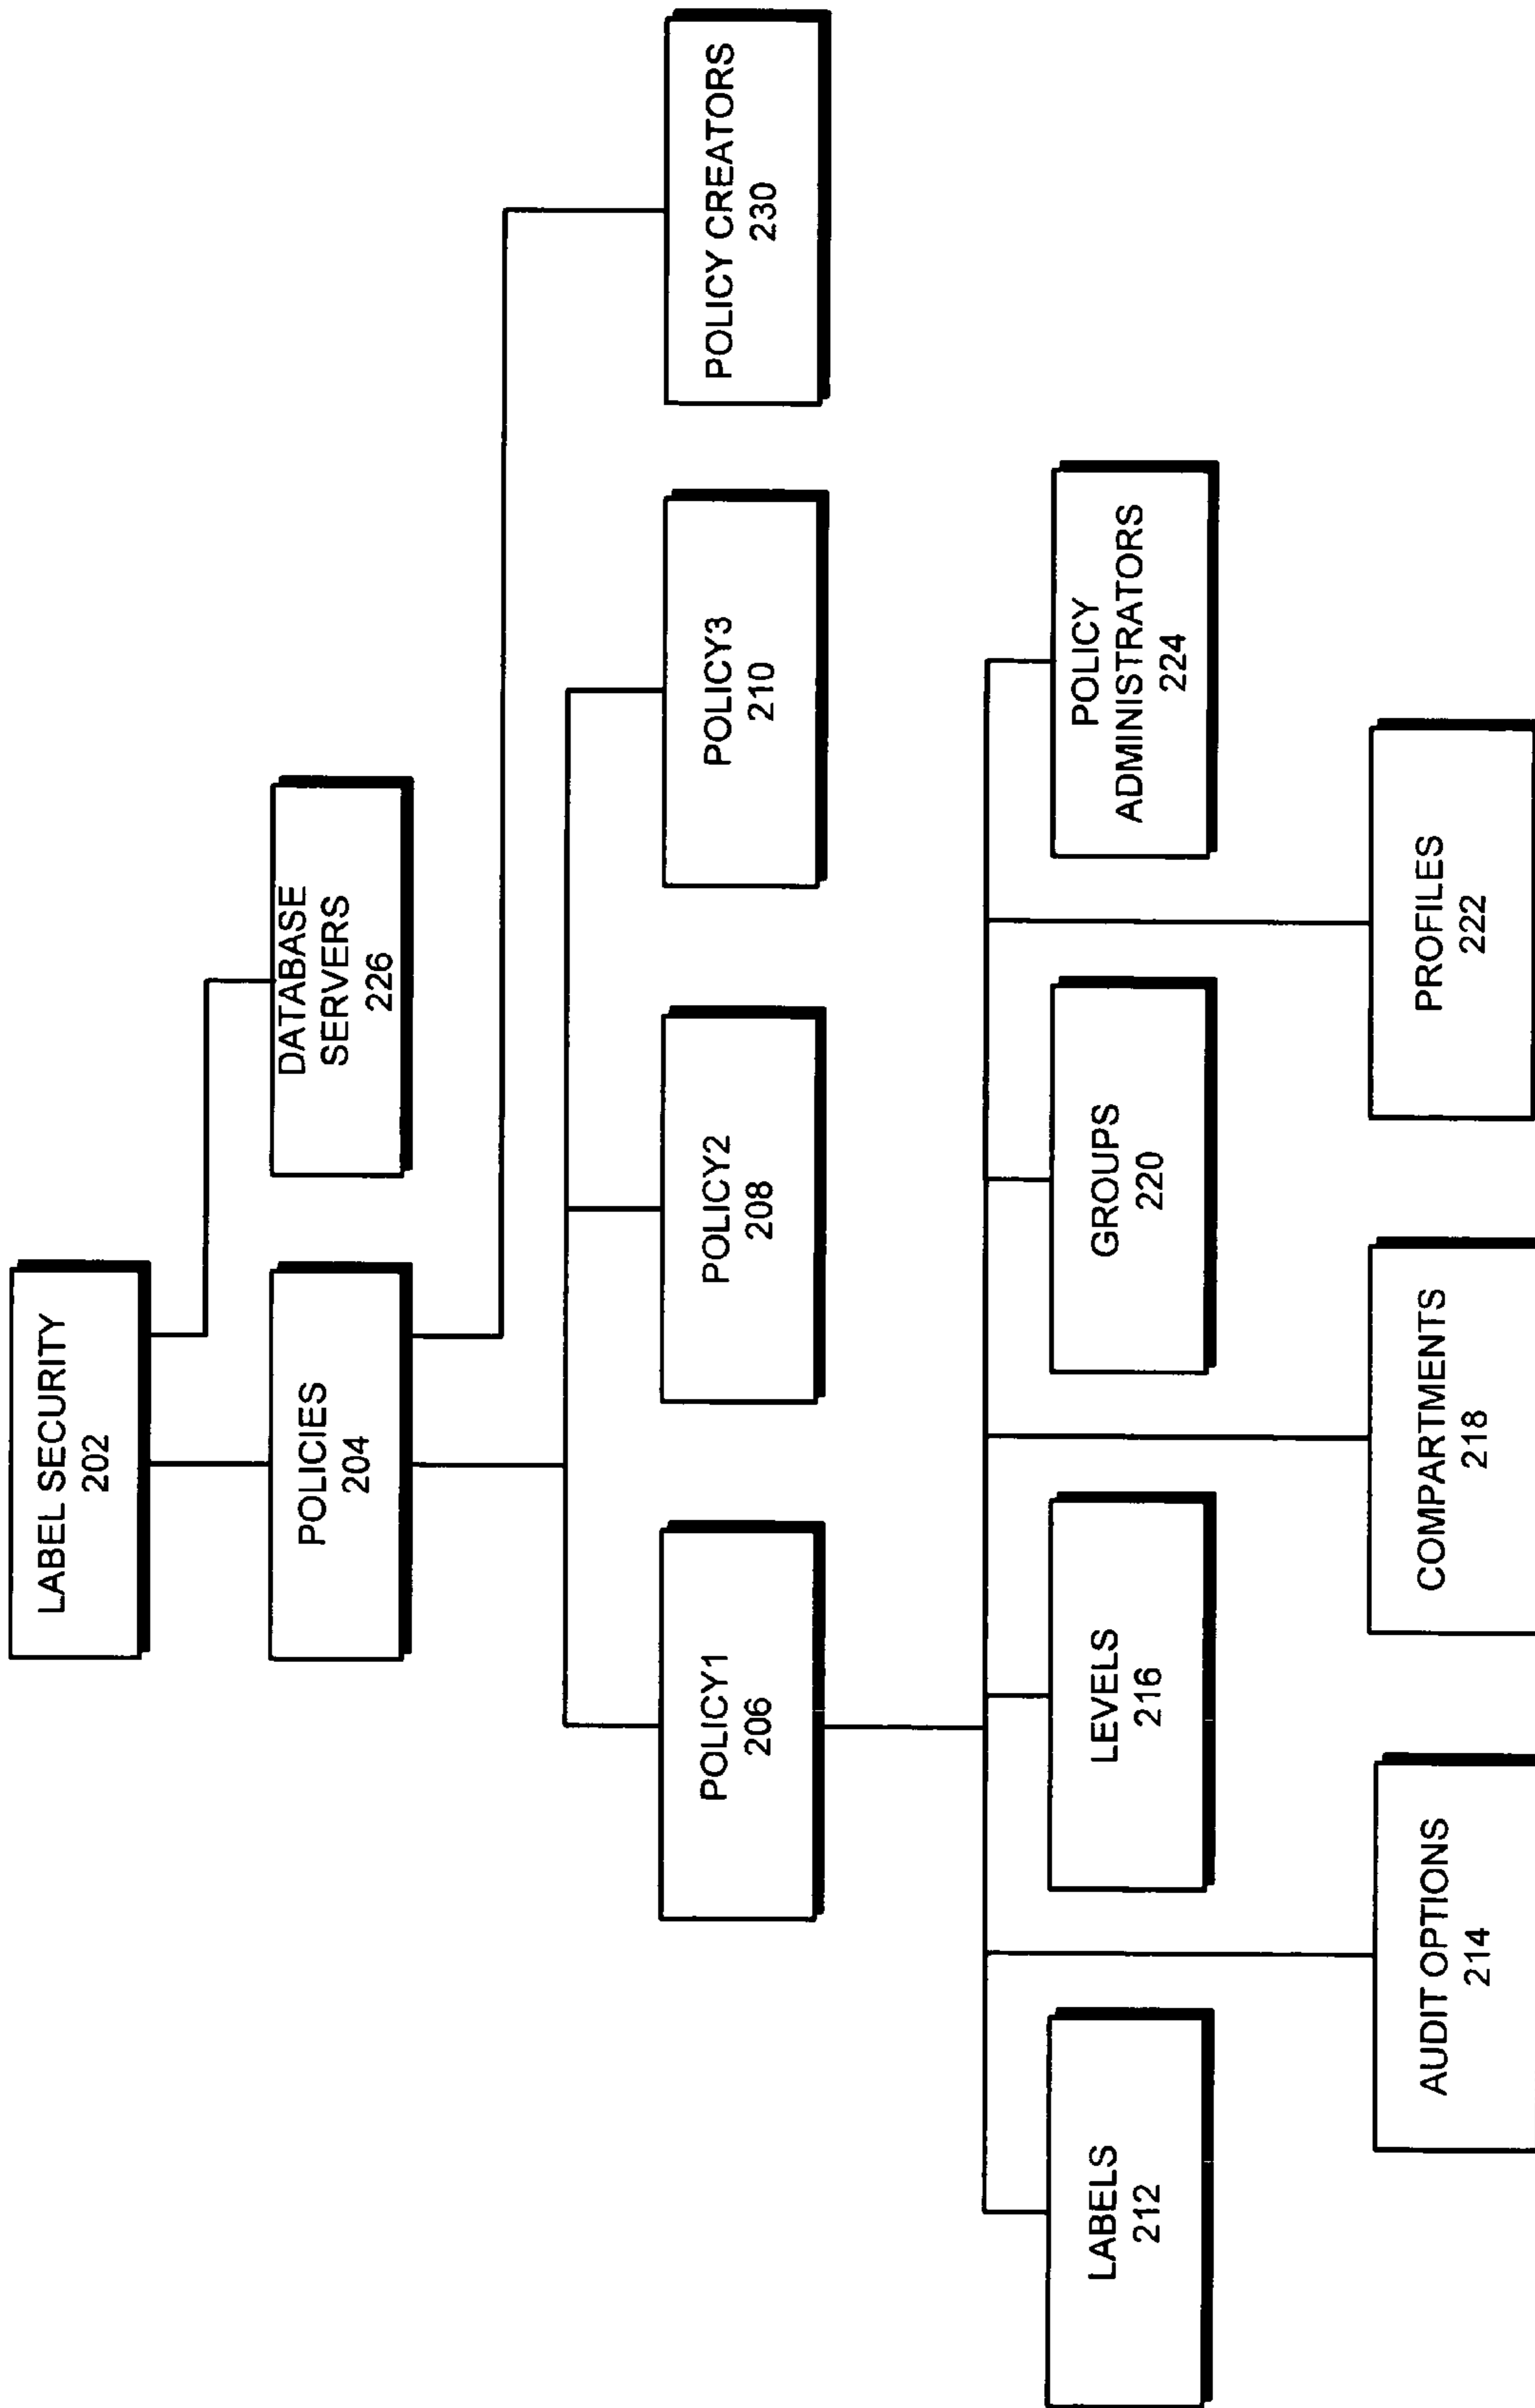 LABEL SECURITY
202
POLICIES
204
DATABASE
SERVERS
226
POLICY1
206
POLICY2
208
POLICY3
210
POLICY CREATORS
230
LABELS
212
LEVELS
216
GROUPS
220
POLICY
ADMINISTRATORS
224
AUDIT OPTIONS
214
COMPARTMENTS
218
PROFILES
222